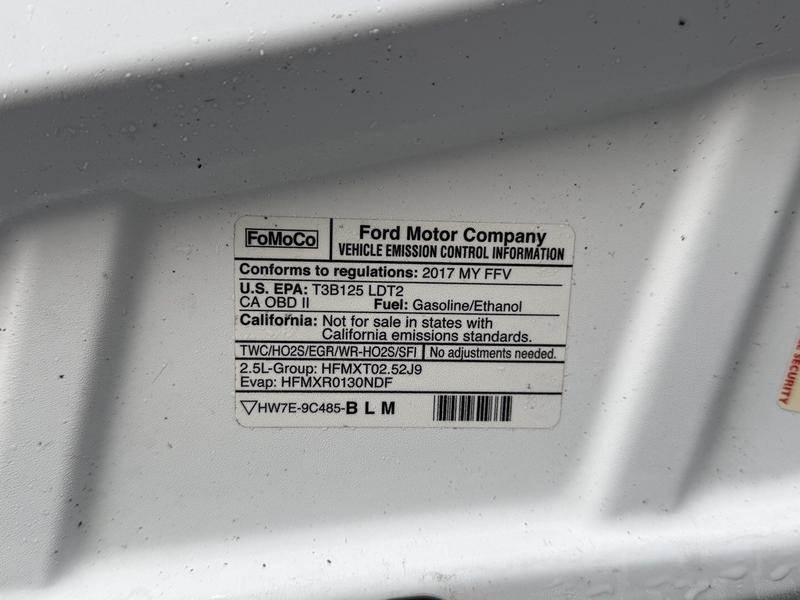 FoMoCo
Ford Motor Company
VEHICLE EMISSION CONTROL INFORMATION
Conforms to regulations: 2017 MY FFV
U.S. EPA: T3B125 LDT2
CA OBD II Fuel: Gasoline/Ethanol
California: Not for sale in states with
California emissions standards.
TWC/HO2S/EGR/WR-HO2S/SFI No adjustments needed.
2.5L-Group: HFMXT02.52J9
Evap: HFMXR0130NDF
HW7E-9C485-B L M
SECURITY